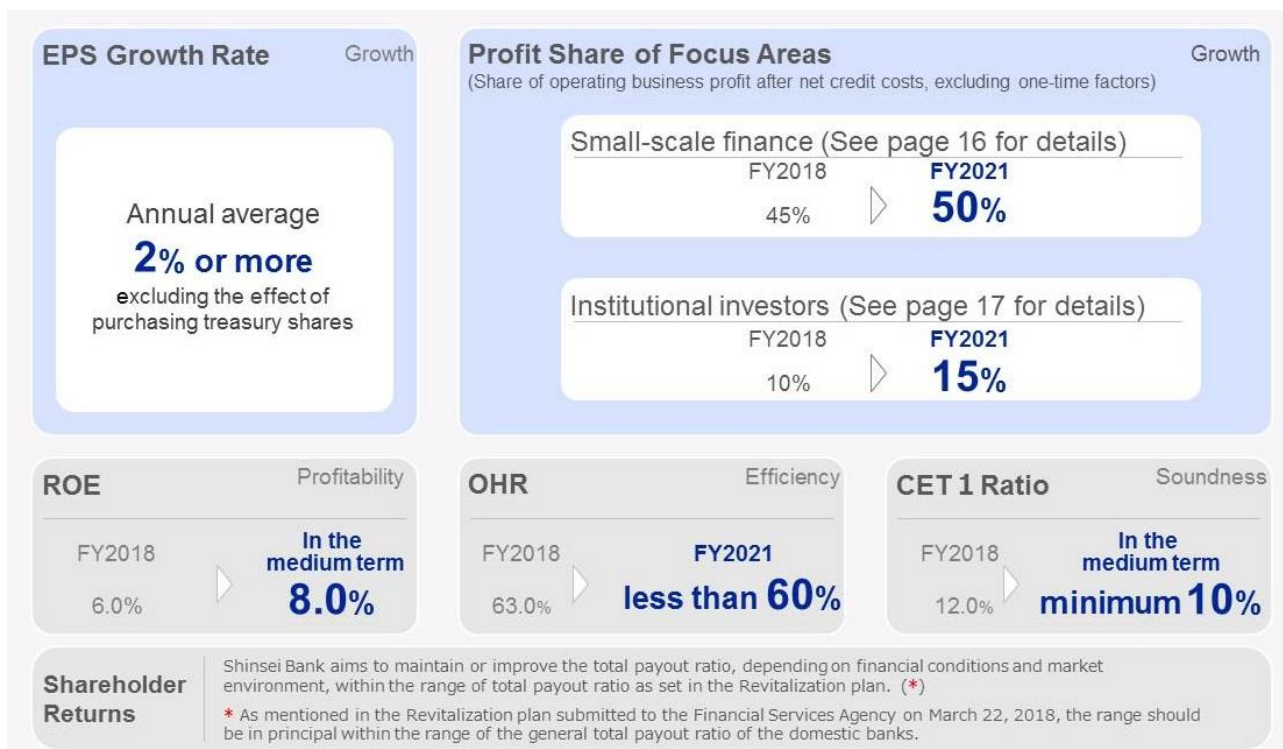 EPS Growth Rate
Growth
Annual average
2% or more
excluding the effect of
purchasing treasury shares
Profit Share of Focus Areas
Growth
(Share of operating business profit after net credit costs, excluding one-time factors)
Small-scale finance (See page 16 for details)
FY2018
FY2021
45%
50%
Institutional investors (See page 17 for details)
FY2018
FY2021
10%
15%
ROE
Profitability
FY2018
In the
medium term
6.0%
8.0%
OHR
Efficiency
FY2018
FY2021
63.0%
less than 60%
CET 1 Ratio
Soundness
FY2018
In the
medium term
12.0%
minimum 10%
Shareholder
Returns
Shinsei Bank aims to maintain or improve the total payout ratio, depending on financial conditions and market
environment, within the range of total payout ratio as set in the Revitalization plan. (*)
* As mentioned in the Revitalization plan submitted to the Financial Services Agency on March 22, 2018, the range should
be in principal within the range of the general total payout ratio of the domestic banks.